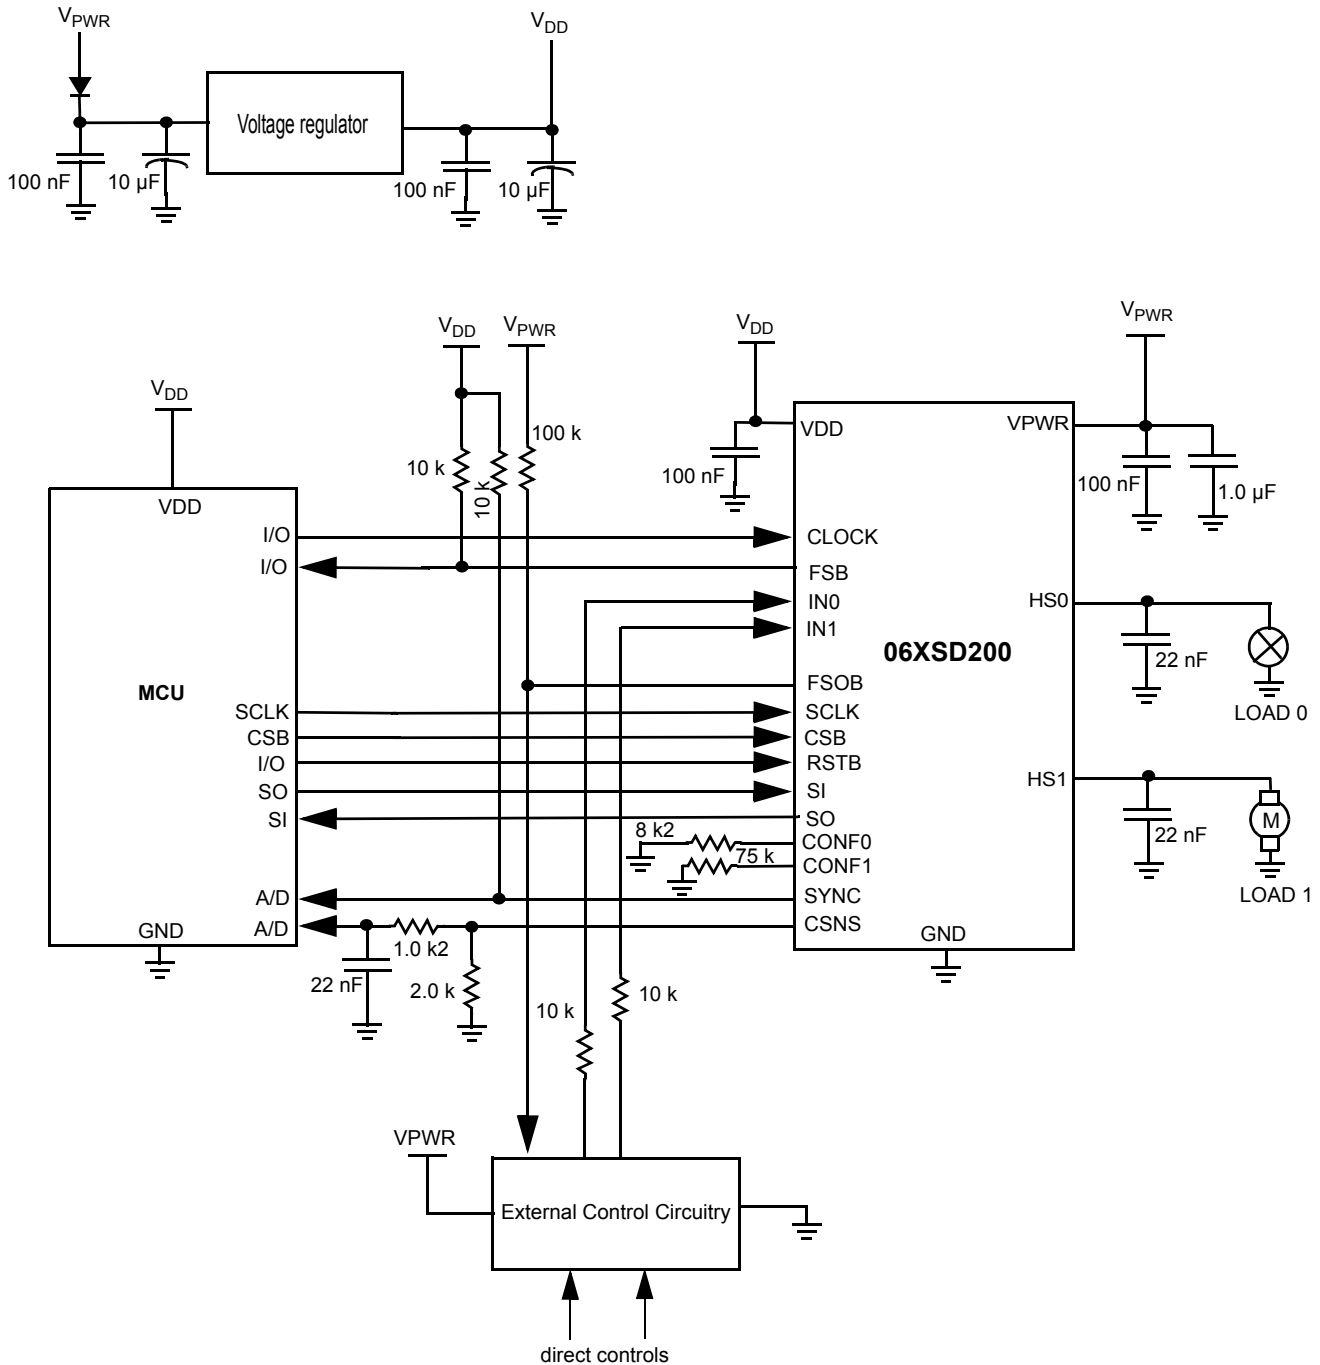 VPWR
VDD
Voltage regulator
100 nF
10 µF
100 nF
10 µF
VDD
VPWR
VDD
VPWR
VDD
100 k
10 k
10 k
100 nF
100 nF
1.0 µF
VDD
I/O
I/O
MCU
SCLK
CSB
I/O
SO
SI
A/D
A/D
GND
VDD
VPWR
CLOCK
FSB
IN0
IN1
06XSD200
FSOB
SCLK
CSB
RSTB
SI
SO
CONF0
CONF1
SYNC
CSNS
GND
HS0
HS1
22 nF
LOAD 0
22 nF
M
LOAD 1
8 k2
75 k
1.0 k2
22 nF
2.0 k
10 k
10 k
VPWR
External Control Circuitry
direct controls